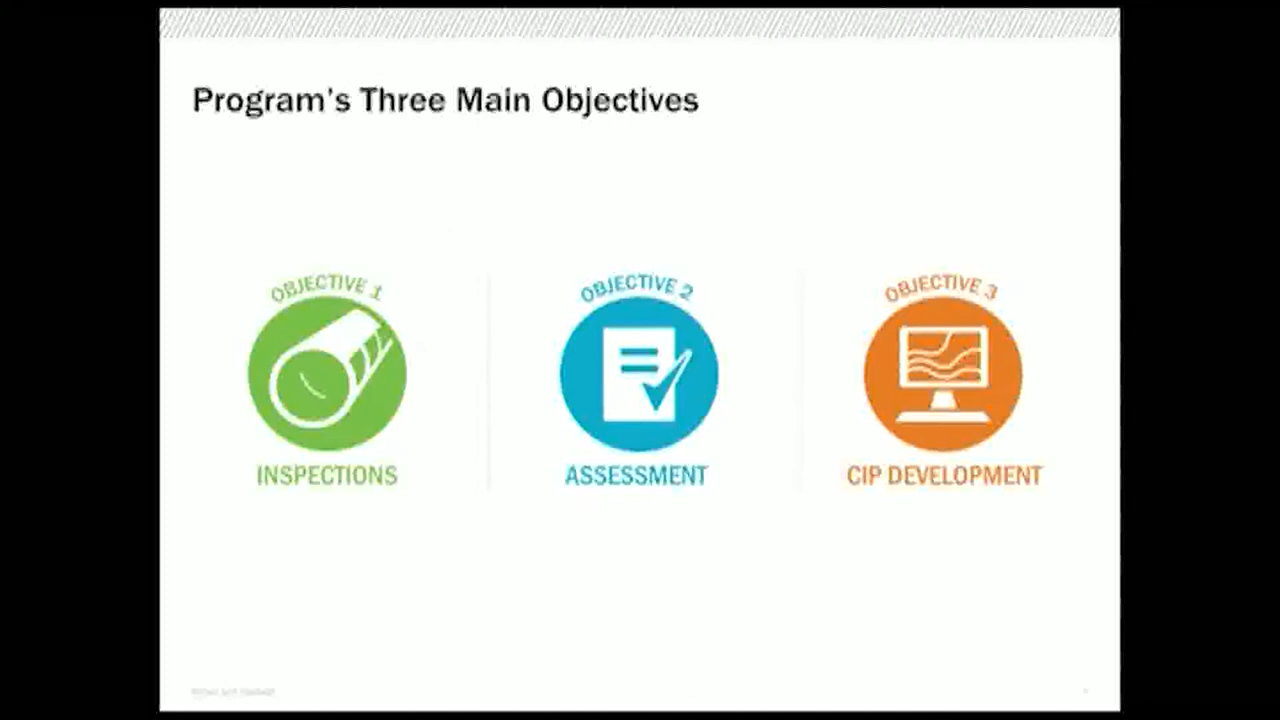 Program's Three Main Objectives
OBJECTIVE 1
OBJECTIVE 2
OBJECTIVE 3
INSPECTIONS
ASSESSMENT
CIP DEVELOPMENT